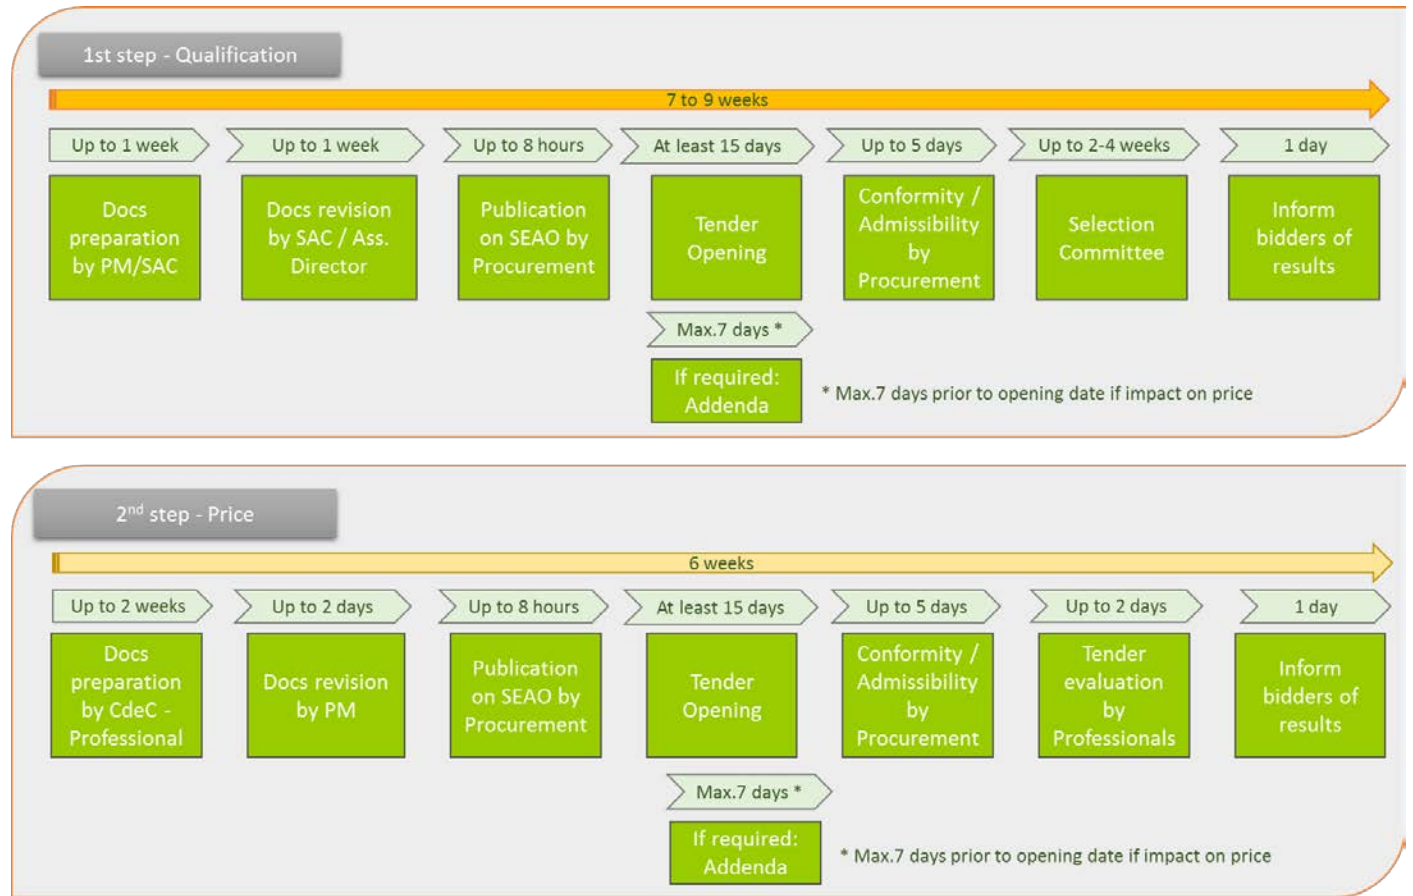 1st step - Qualification
7 to 9 weeks
Up to 1 week
Up to 1 week
Up to 8 hours
At least 15 days
Up to 5 days
Up to 2-4 weeks
1 day
Docs
preparation
by PM/SAC
Docs revision
by SAC / Ass.
Director
Publication
on SEAO by
Procurement
Tender
Opening
Conformity /
Admissibility
by
Procurement
Selection
Committee
Inform
bidders of
results
Max.7 days *
If required:
Addenda
* Max.7 days prior to opening date if impact on price
2nd step - Price
6 weeks
Up to 2 weeks
Up to 2 days
Up to 8 hours
At least 15 days
Up to 5 days
Up to 2 days
1 day
Docs
preparation
by CdeC -
Professional
Docs revision
by PM
Publication
on SEAO by
Procurement
Tender
Opening
Conformity /
Admissibility
by
Procurement
Tender
evaluation
by
Professionals
Inform
bidders of
results
Max.7 days *
If required:
Addenda
* Max.7 days prior to opening date if impact on price